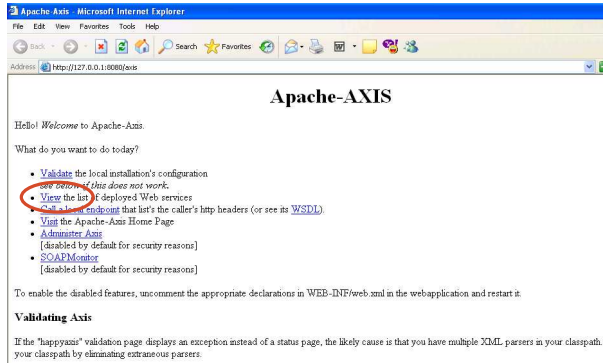 Apache-Axis - Microsoft Internet Explorer
File Edit View Favorites Tools Help
Back Search Favorites
Address http://127.0.0.1:8080/axis
Apache-AXIS
Hello! Welcome to Apache-Axis.
What do you want to do today?
Validate the local installation's configuration
see below if this does not work.
View the list of deployed Web services
Call a local endpoint that list's the caller's http headers (or see its WSDL).
Visit the Apache-Axis Home Page
Administer Axis
[disabled by default for security reasons]
SOAPMonitor
[disabled by default for security reasons]
To enable the disabled features, uncomment the appropriate declarations in WEB-INF/web.xml in the webapplication and restart it.
Validating Axis
If the "happyaxis" validation page displays an exception instead of a status page, the likely cause is that you have multiple XML parsers in your classpath.
your classpath by eliminating extraneous parsers.